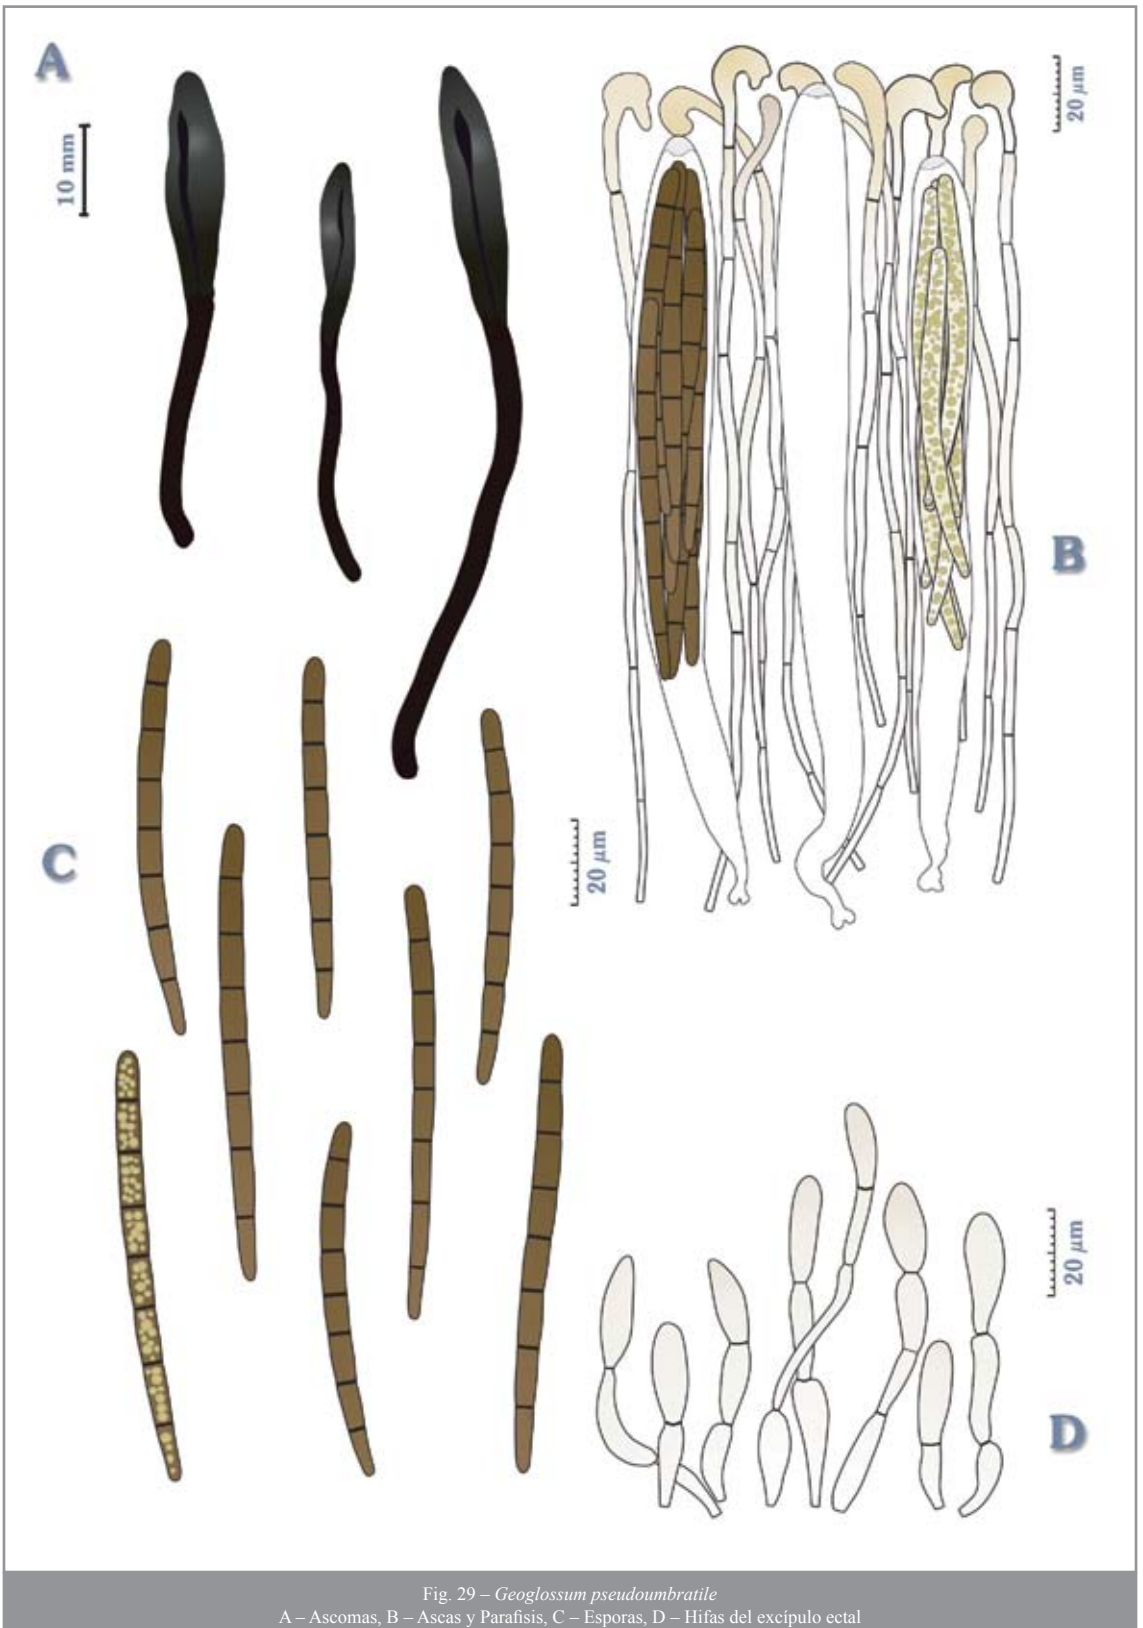 A
10 mm
20 µm
B
C
20 µm
20 µm
D
Fig. 29 – Geoglossum pseudoumbratile
A – Ascomas, B – Ascas y Parafisis, C – Esporas, D – Hifas del excípulo ectal